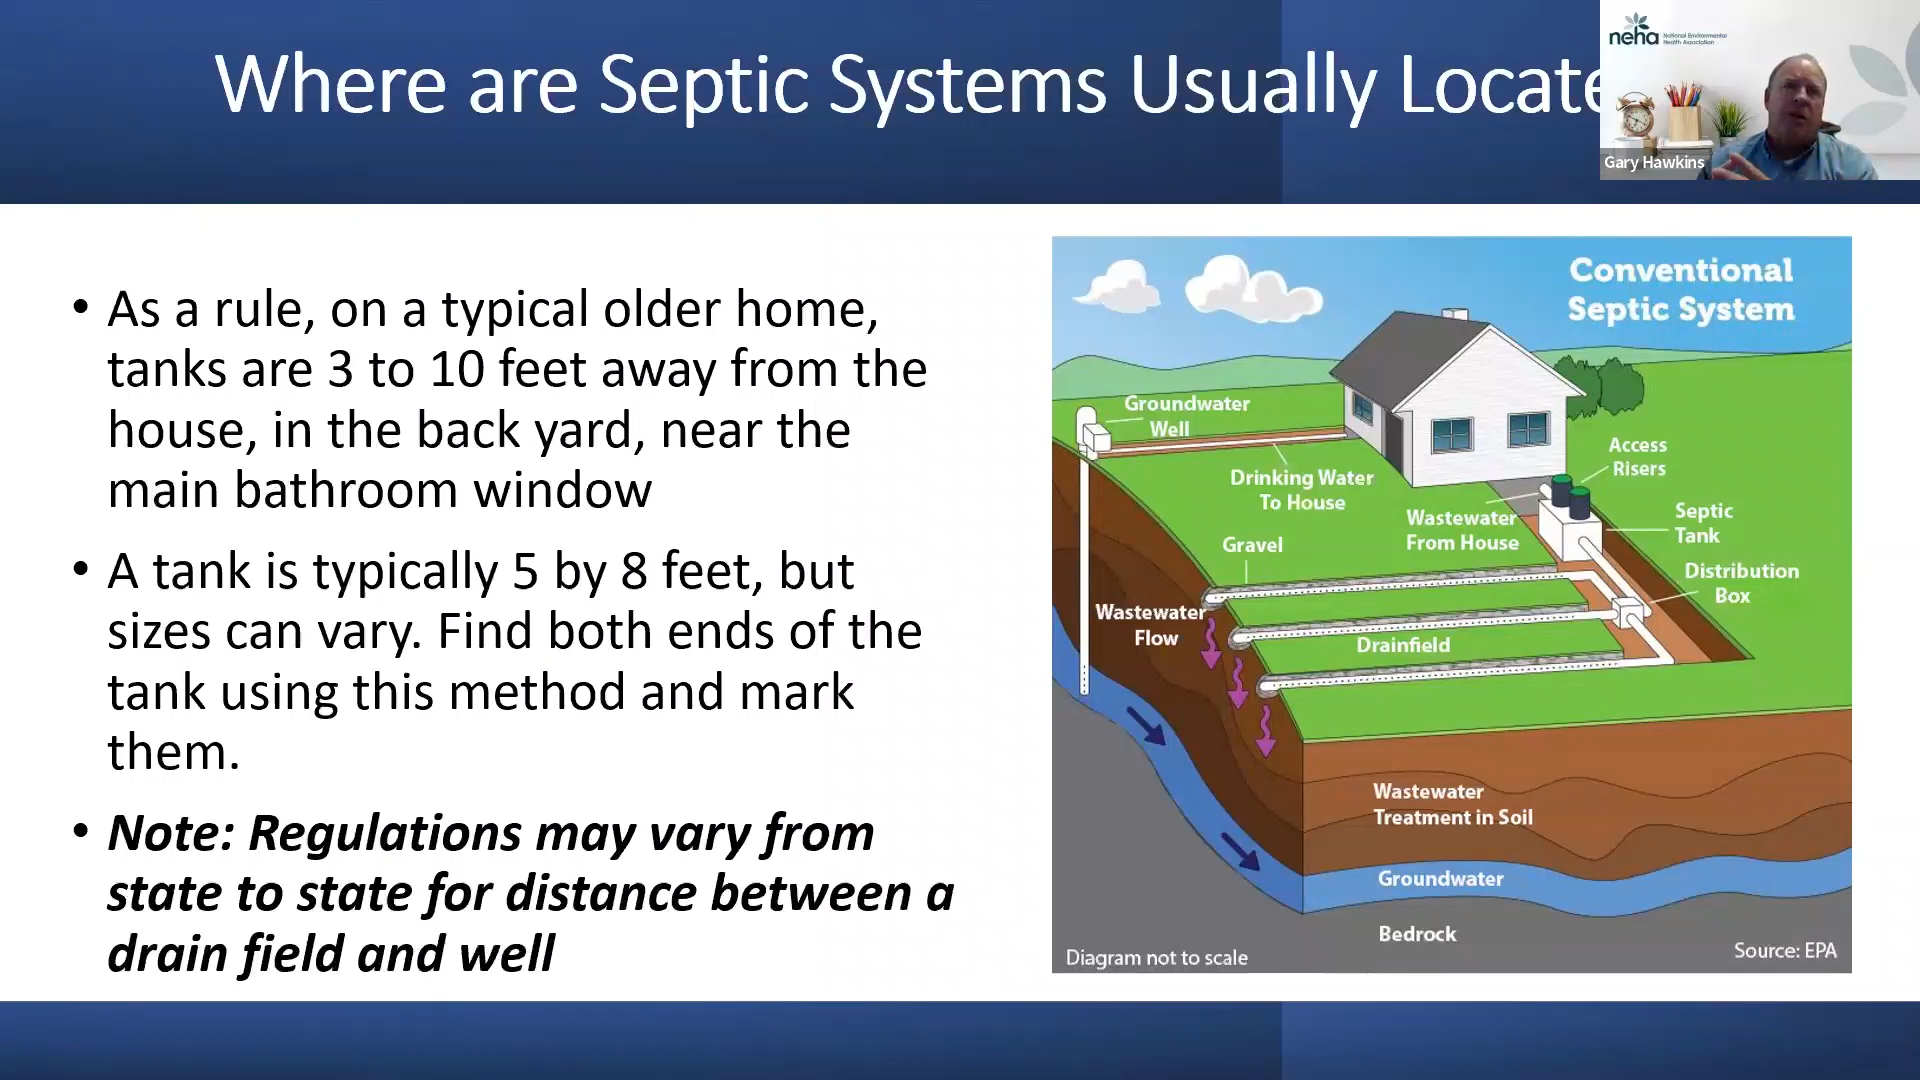 Where are Septic Systems Usually Locate
neha National Environmental
Health Association
Gary Hawkins
• As a rule, on a typical older home,
tanks are 3 to 10 feet away from the
house, in the back yard, near the
main bathroom window
• A tank is typically 5 by 8 feet, but
sizes can vary. Find both ends of the
tank using this method and mark
them.
• Note: Regulations may vary from
state to state for distance between a
drain field and well
Conventional
Septic System
Groundwater
Well
Drinking Water
To House
Access
Risers
Wastewater
From House
Septic
Tank
Gravel
Distribution
Box
Wastewater
Flow
Drainfield
Wastewater
Treatment in Soil
Groundwater
Bedrock
Diagram not to scale
Source: EPA